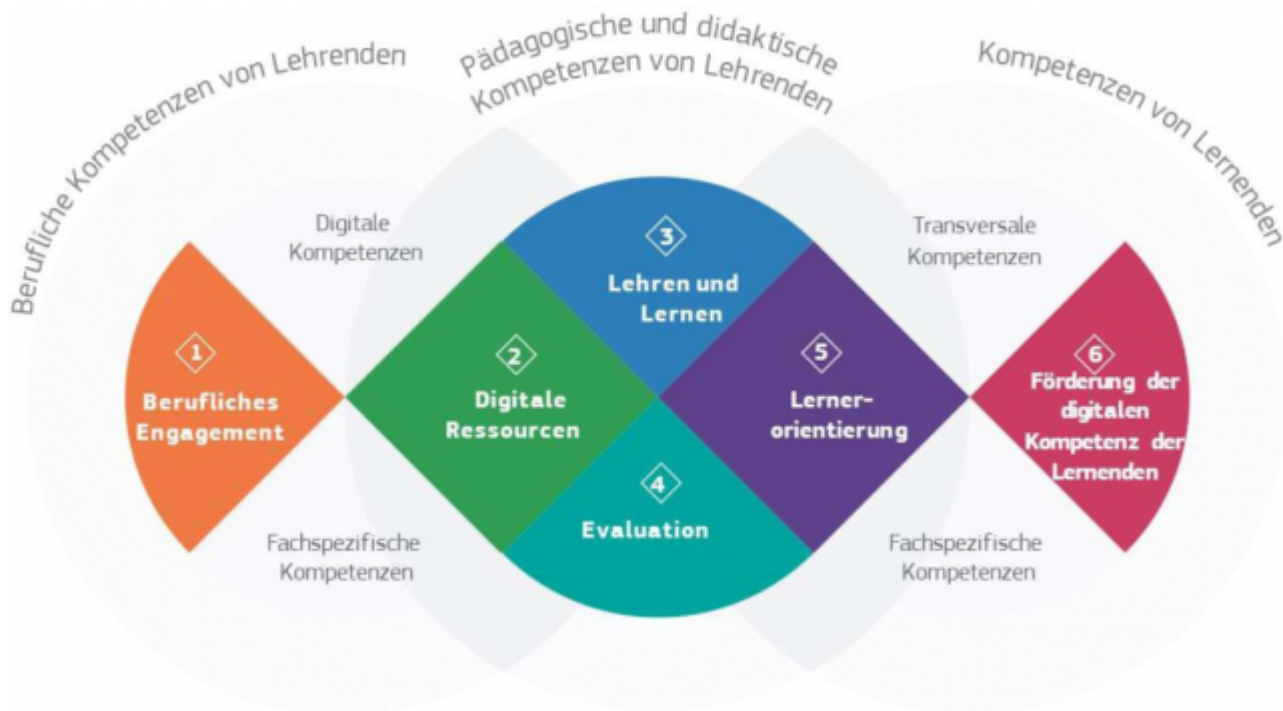 Berufliche Kompetenzen von Lehrenden
Pädagogische und didaktische
Kompetenzen von Lehrenden
Kompetenzen von Lernenden
Digitale
Kompetenzen
Transversale
Kompetenzen
1
Berufliches
Engagement
2
Digitale
Ressourcen
3
Lehren und
Lernen
4
Evaluation
5
Lerner-
orientierung
6
Förderung der
digitalen
Kompetenz der
Lernenden
Fachspezifische
Kompetenzen
Fachspezifische
Kompetenzen